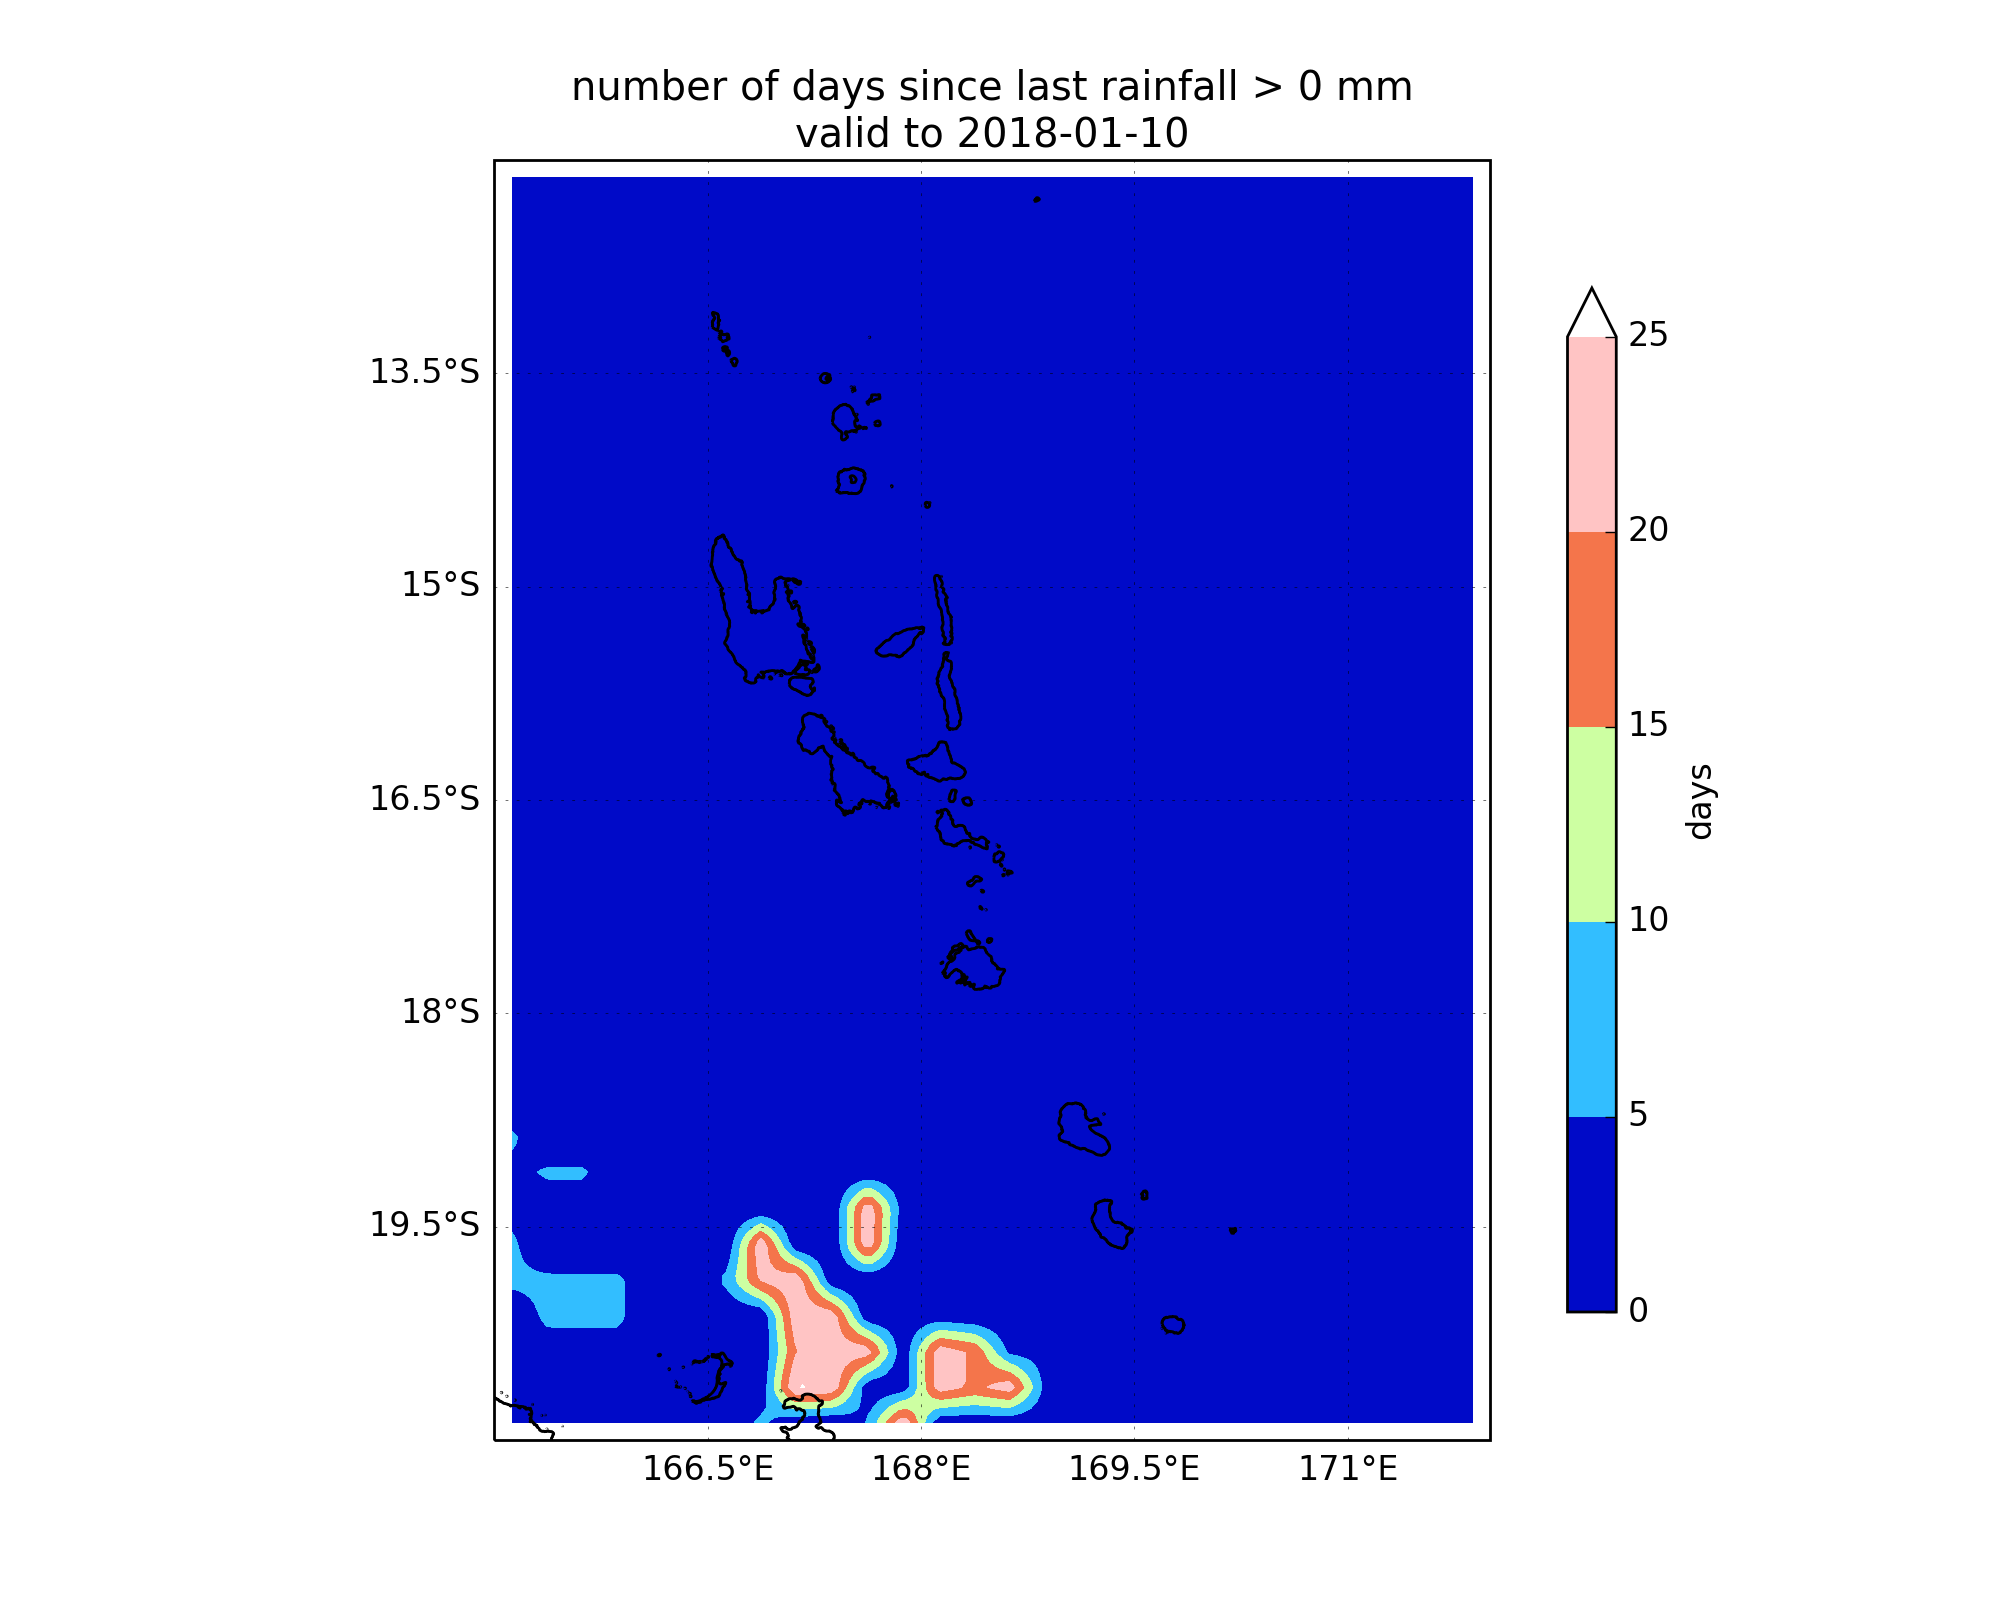 number of days since last rainfall > 0 mm
valid to 2018-01-10
13.5°S
15°S
16.5°S
18°S
19.5°S
166.5°E
168°E
169.5°E
171°E
25
20
15
10
5
0
days